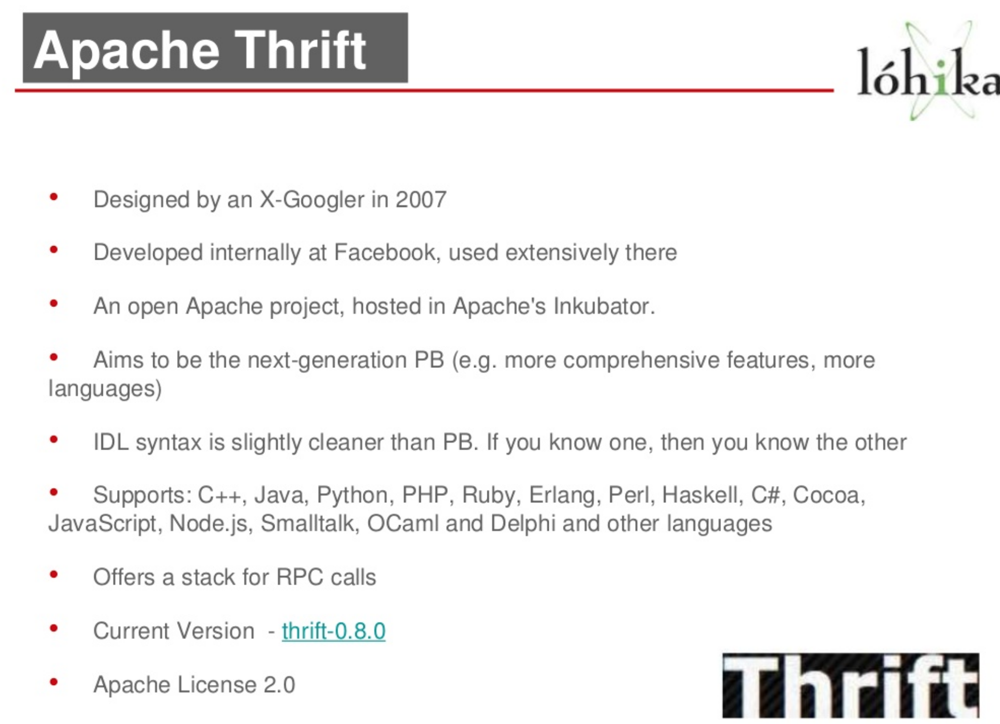 Apache Thrift
lóhika
• Designed by an X-Googler in 2007
• Developed internally at Facebook, used extensively there
• An open Apache project, hosted in Apache's Inkubator.
• Aims to be the next-generation PB (e.g. more comprehensive features, more
languages)
• IDL syntax is slightly cleaner than PB. If you know one, then you know the other
• Supports: C++, Java, Python, PHP, Ruby, Erlang, Perl, Haskell, C#, Cocoa,
JavaScript, Node.js, Smalltalk, OCaml and Delphi and other languages
• Offers a stack for RPC calls
• Current Version - thrift-0.8.0
• Apache License 2.0
Thrift